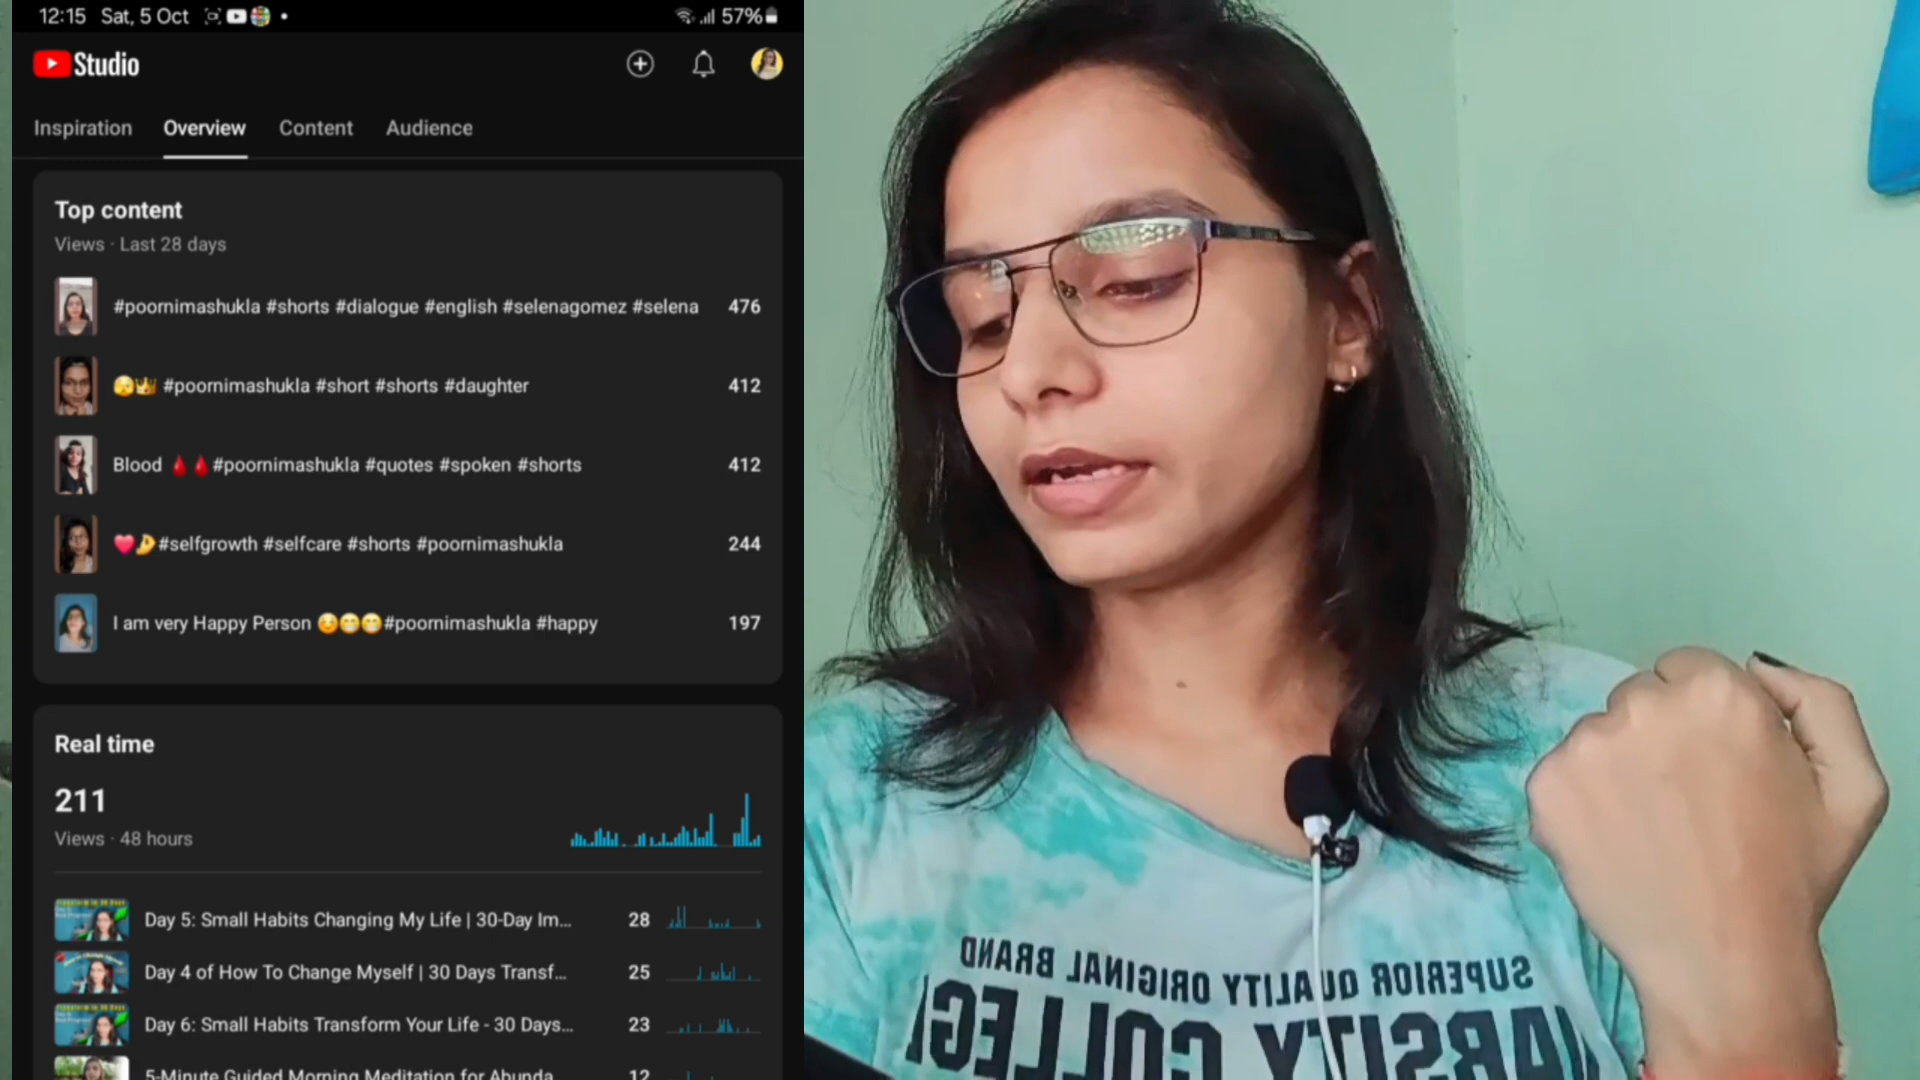 12:15 Sat, 5 Oct
57%
Studio
Inspiration Overview Content Audience
Top content
Views · Last 28 days
#poornimashukla #shorts #dialogue #english #selenagomez #selena 476
#poornimashukla #short #shorts #daughter 412
Blood 🩸🩸#poornimashukla #quotes #spoken #shorts 412
#selfgrowth #selfcare #shorts #poornimashukla 244
I am very Happy Person #poornimashukla #happy 197
Real time
211
Views · 48 hours
Day 5: Small Habits Changing My Life | 30-Day Im... 28
Day 4 of How To Change Myself | 30 Days Transf... 25
Day 6: Small Habits Transform Your Life - 30 Days... 23
5-Minute Guided Morning Meditation for Abunda... 12
SUPERIOR QUALITY ORIGINAL BRAND
VARSITY COLLEG